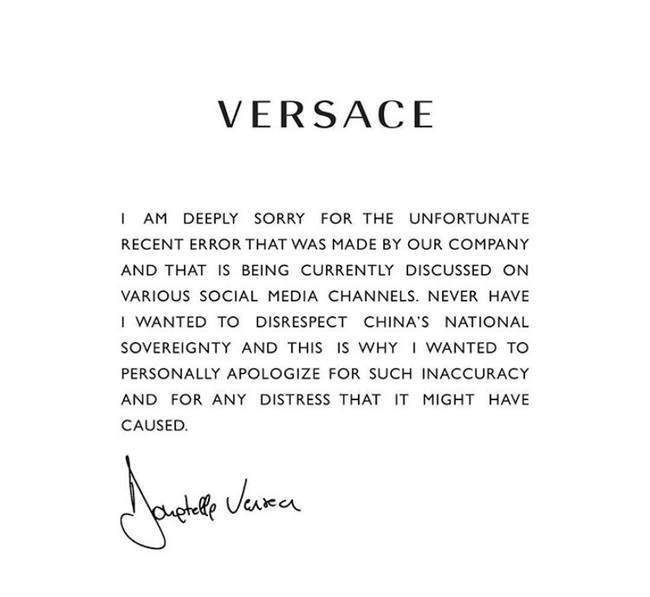 VERSACE
I AM DEEPLY SORRY FOR THE UNFORTUNATE
RECENT ERROR THAT WAS MADE BY OUR COMPANY
AND THAT IS BEING CURRENTLY DISCUSSED ON
VARIOUS SOCIAL MEDIA CHANNELS. NEVER HAVE
I WANTED TO DISRESPECT CHINA'S NATIONAL
SOVEREIGNTY AND THIS IS WHY I WANTED TO
PERSONALLY APOLOGIZE FOR SUCH INACCURACY
AND FOR ANY DISTRESS THAT IT MIGHT HAVE
CAUSED.